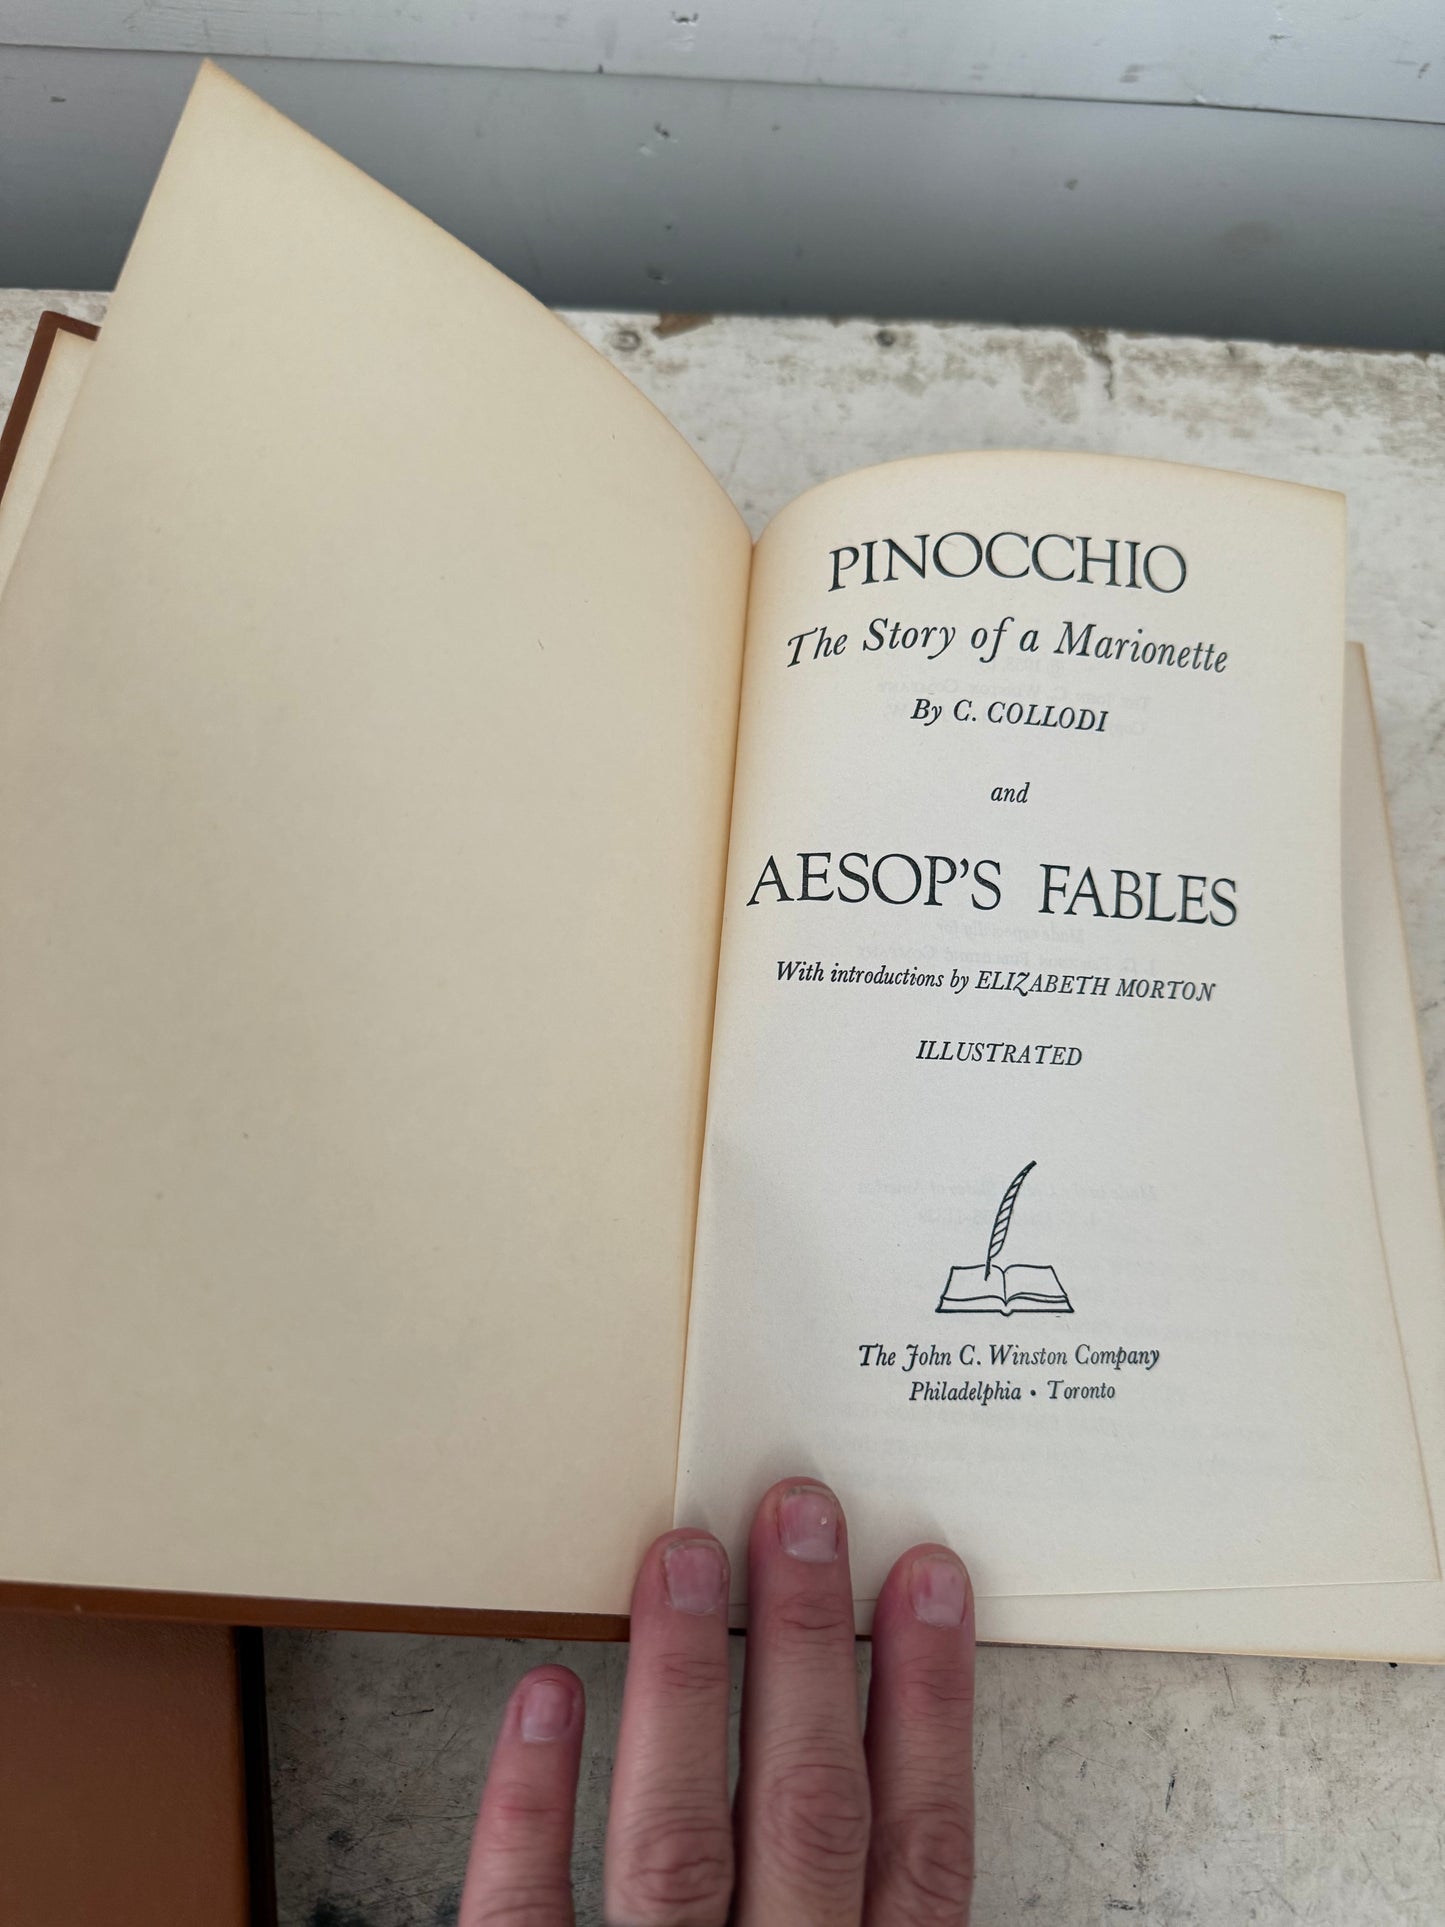 PINOCCHIO
The Story of a Marionette
By C. COLLODI
and
AESOP'S FABLES
With introductions by ELIZABETH MORTON
ILLUSTRATED
The John C. Winston Company
Philadelphia • Toronto